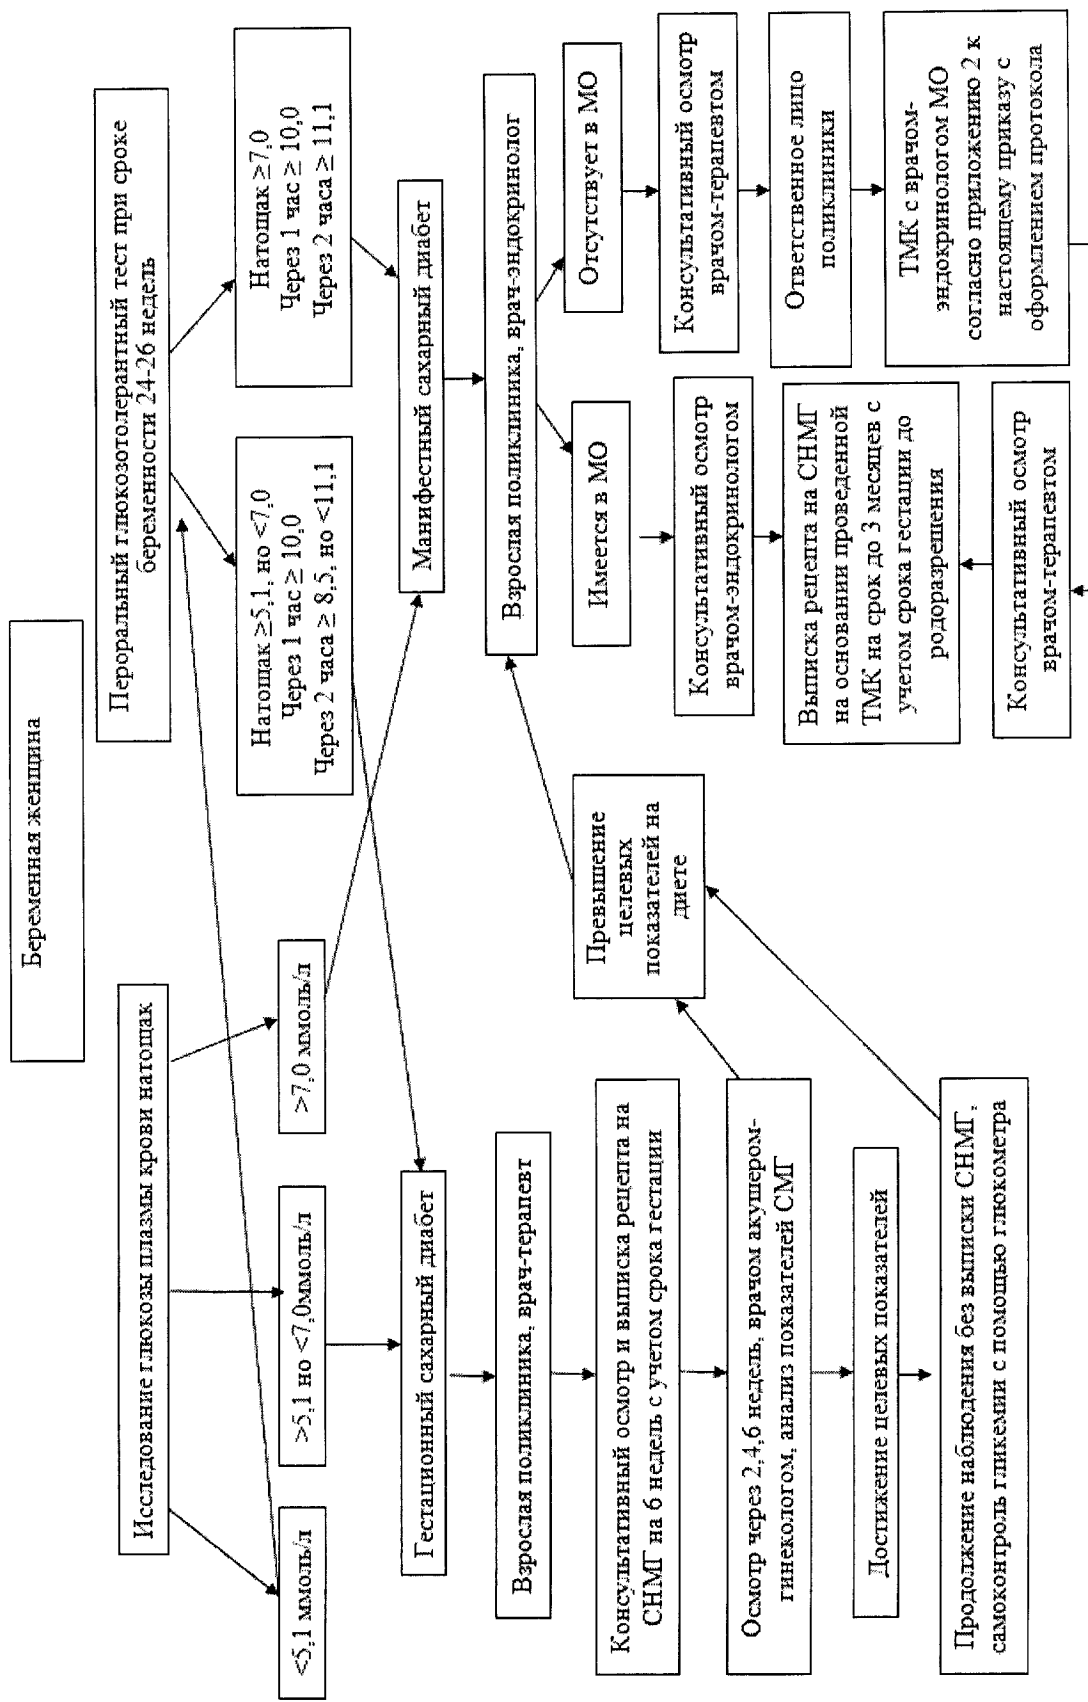 Беременная женщина
Исследование глюкозы плазмы крови натощак
Пероральный глюкозотолерантный тест при сроке
беременности 24-26 недель
<5,1 ммоль/л
>5,1 но <7,0ммоль/л
>7,0 ммоль/л
Натощак ≥5,1, но <7,0
Через 1 час ≥ 10,0
Через 2 часа ≥ 8,5, но <11,1
Натощак ≥7,0
Через 1 час ≥ 10,0
Через 2 часа ≥ 11,1
Гестационный сахарный диабет
Манифестный сахарный диабет
Взрослая поликлиника, врач-терапевт
Взрослая поликлиника, врач-эндокринолог
Консультативный осмотр и выписка рецепта на
СНМГ на 6 недель с учетом срока гестации
Превышение
целевых
показателей на
диете
Имеется в МО
Отсутствует в МО
Осмотр через 2,4,6 недель, врачом акушером-
гинекологом, анализ показателей СМГ
Консультативный осмотр
врачом-эндокринологом
Консультативный осмотр
врачом-терапевтом
Достижение целевых показателей
Выписка рецепта на СНМГ
на основании проведенной
ТМК на срок до 3 месяцев с
учетом срока гестации до
родоразрешения
Ответственное лицо
поликлиники
Продолжение наблюдения без выписки СНМГ,
самоконтроль гликемии с помощью глюкометра
Консультативный осмотр
врачом-терапевтом
ТМК с врачом-
эндокринологом МО
согласно приложению 2 к
настоящему приказу с
оформлением протокола